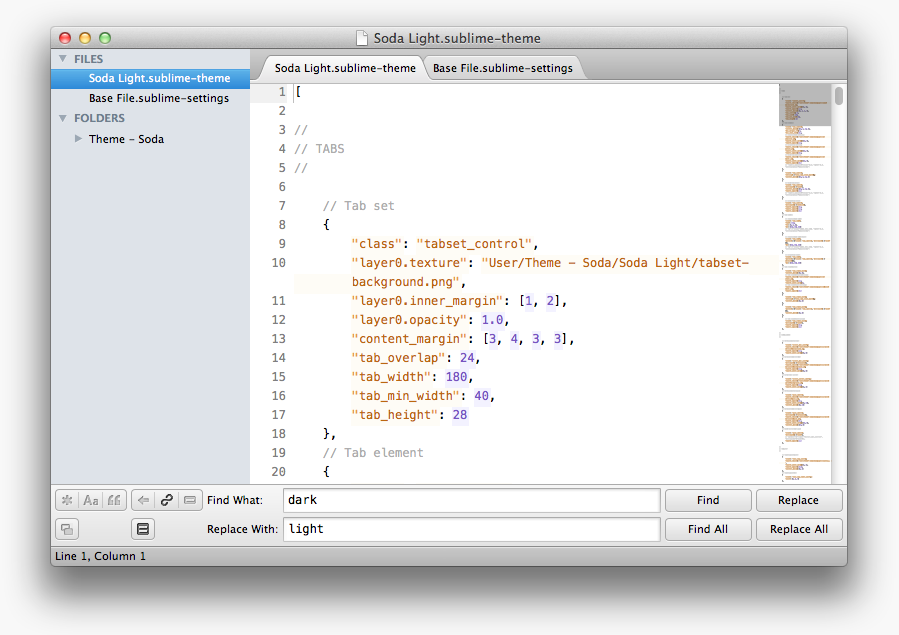 Soda Light.sublime-theme
FILES
Soda Light.sublime-theme
Base File.sublime-settings
FOLDERS
Theme - Soda
Soda Light.sublime-theme
Base File.sublime-settings
1 [
2
3 //
4 // TABS
5 //
6
7 // Tab set
8 {
9 "class": "tabset_control",
10 "layer0.texture": "User/Theme - Soda/Soda Light/tabset-
background.png",
11 "layer0.inner_margin": [1, 2],
12 "layer0.opacity": 1.0,
13 "content_margin": [3, 4, 3, 3],
14 "tab_overlap": 24,
15 "tab_width": 180,
16 "tab_min_width": 40,
17 "tab_height": 28
18 },
19 // Tab element
20 {
Aa
Find What: dark Find Replace
Replace With: light Find All Replace All
Line 1, Column 1